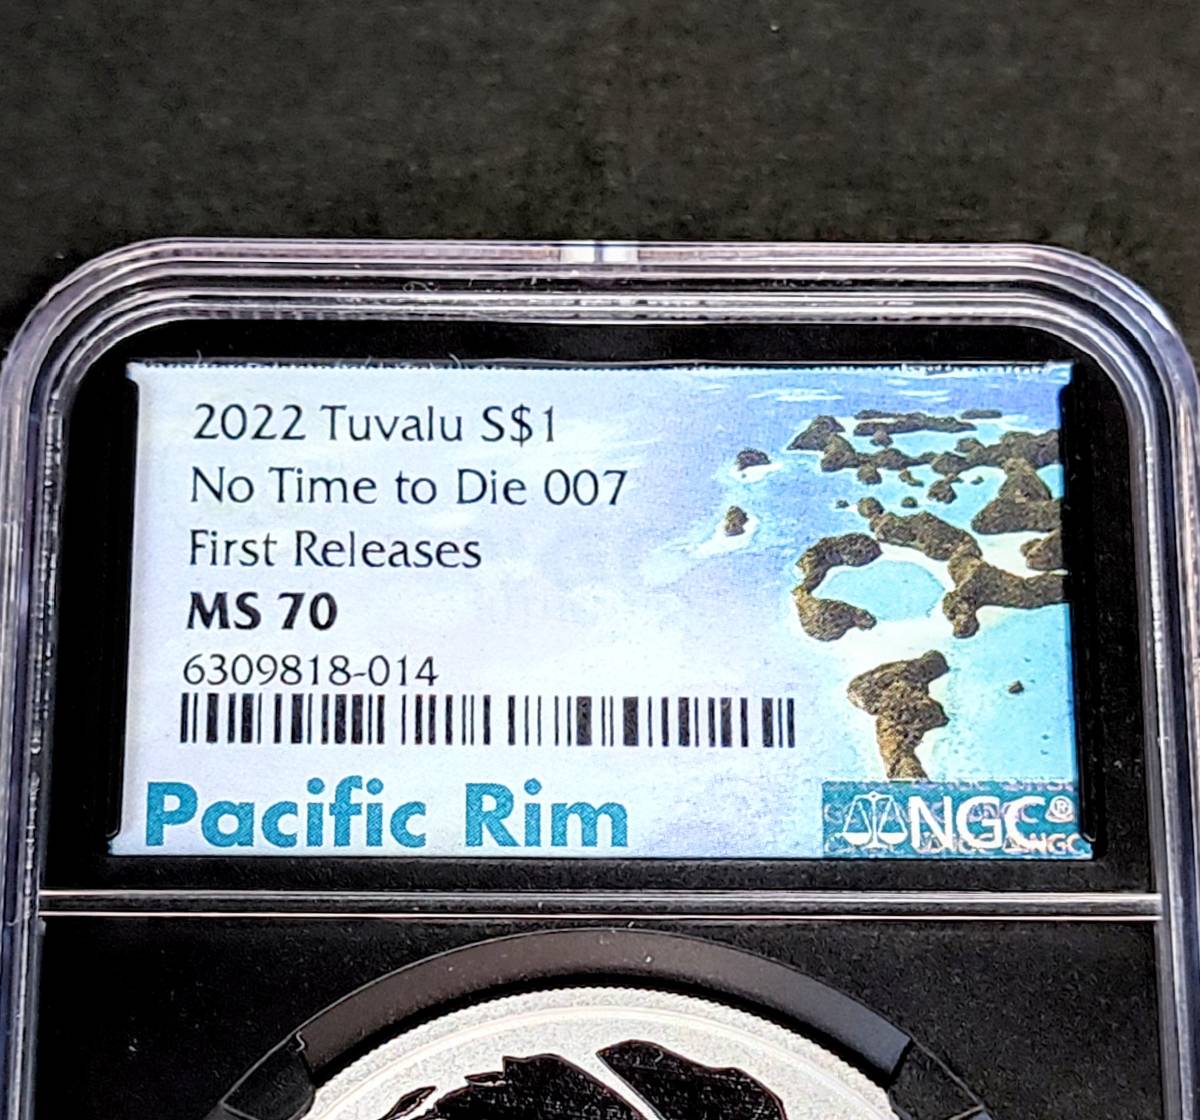 2022 Tuvalu S$1
No Time to Die 007
First Releases
MS 70
6309818-014
Pacific Rim
NGC®